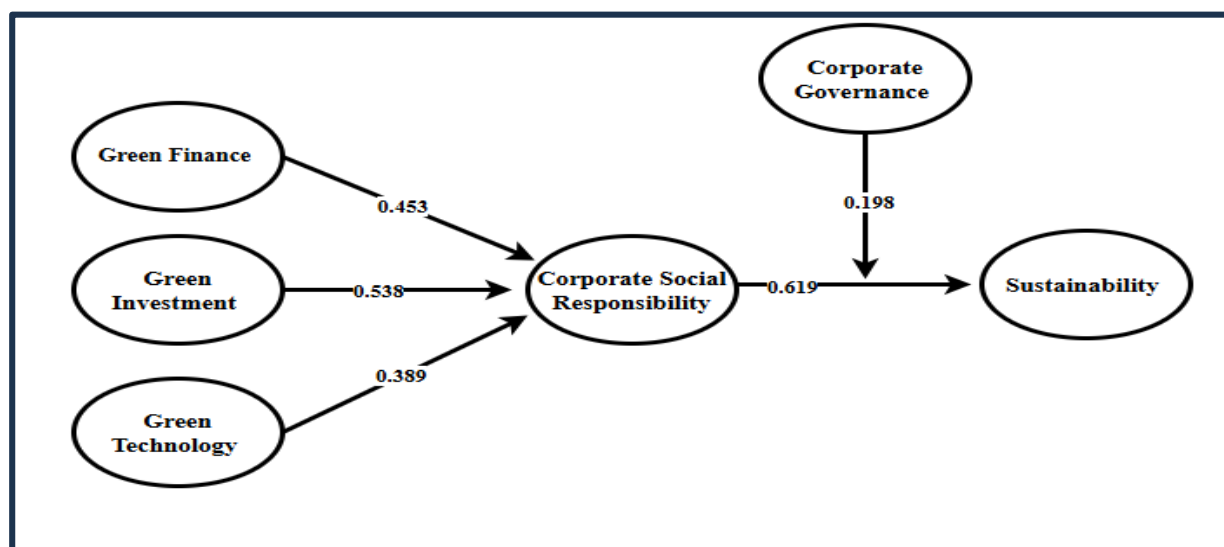 Corporate
Governance
Green Finance
0.453
0.198
Green
Investment
0.538
Corporate Social
Responsibility
0.619
Sustainability
0.389
Green
Technology